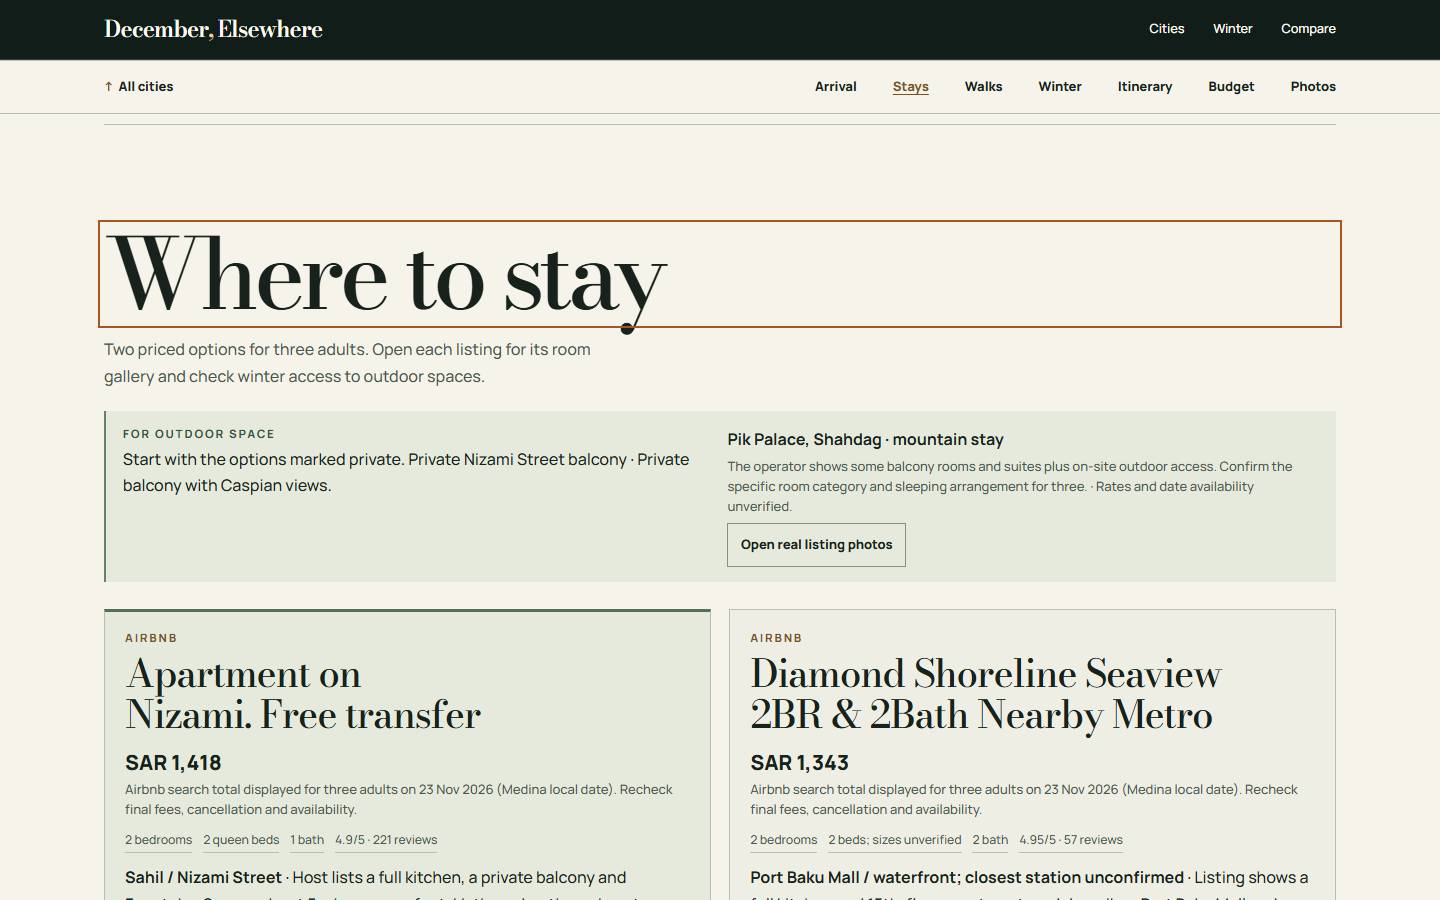 December, Elsewhere
Cities Winter Compare
↑ All cities
Arrival Stays Walks Winter Itinerary Budget Photos
Where to stay
Two priced options for three adults. Open each listing for its room
gallery and check winter access to outdoor spaces.
FOR OUTDOOR SPACE
Start with the options marked private. Private Nizami Street balcony · Private
balcony with Caspian views.
Pik Palace, Shahdag · mountain stay
The operator shows some balcony rooms and suites plus on-site outdoor access. Confirm the
specific room category and sleeping arrangement for three. · Rates and date availability
unverified.
Open real listing photos
AIRBNB
Apartment on
Nizami. Free transfer
SAR 1,418
Airbnb search total displayed for three adults on 23 Nov 2026 (Medina local date). Recheck
final fees, cancellation and availability.
2 bedrooms 2 queen beds 1 bath 4.9/5 · 221 reviews
Sahil / Nizami Street · Host lists a full kitchen, a private balcony and
AIRBNB
Diamond Shoreline Seaview
2BR & 2Bath Nearby Metro
SAR 1,343
Airbnb search total displayed for three adults on 23 Nov 2026 (Medina local date). Recheck
final fees, cancellation and availability.
2 bedrooms 2 beds; sizes unverified 2 bath 4.95/5 · 57 reviews
Port Baku Mall / waterfront; closest station unconfirmed · Listing shows a